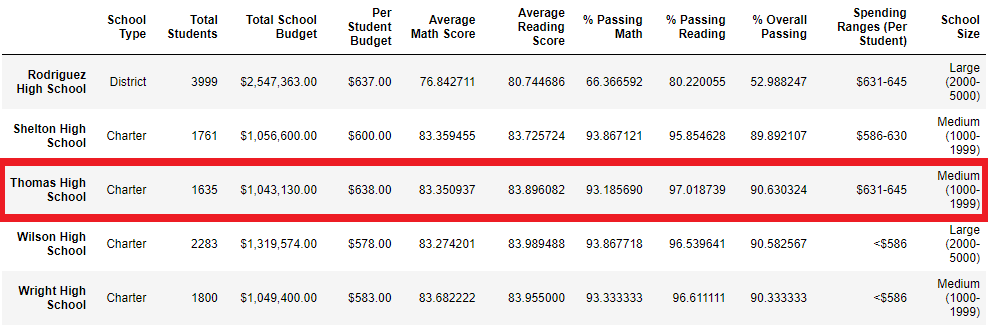 School Type Total Students Total School Budget Per Student Budget Average Math Score Average Reading Score % Passing Math % Passing Reading % Overall Passing Spending Ranges (Per Student) School Size
Rodriguez High School District 3999 $2,547,363.00 $637.00 76.842711 80.744686 66.366592 80.220055 52.988247 $631-645 Large (2000-5000)
Shelton High School Charter 1761 $1,056,600.00 $600.00 83.359455 83.725724 93.867121 95.854628 89.892107 $586-630 Medium (1000-1999)
Thomas High School Charter 1635 $1,043,130.00 $638.00 83.350937 83.896082 93.185690 97.018739 90.630324 $631-645 Medium (1000-1999)
Wilson High School Charter 2283 $1,319,574.00 $578.00 83.274201 83.989488 93.867718 96.539641 90.582567 <$586 Large (2000-5000)
Wright High School Charter 1800 $1,049,400.00 $583.00 83.682222 83.955000 93.333333 96.611111 90.333333 <$586 Medium (1000-1999)